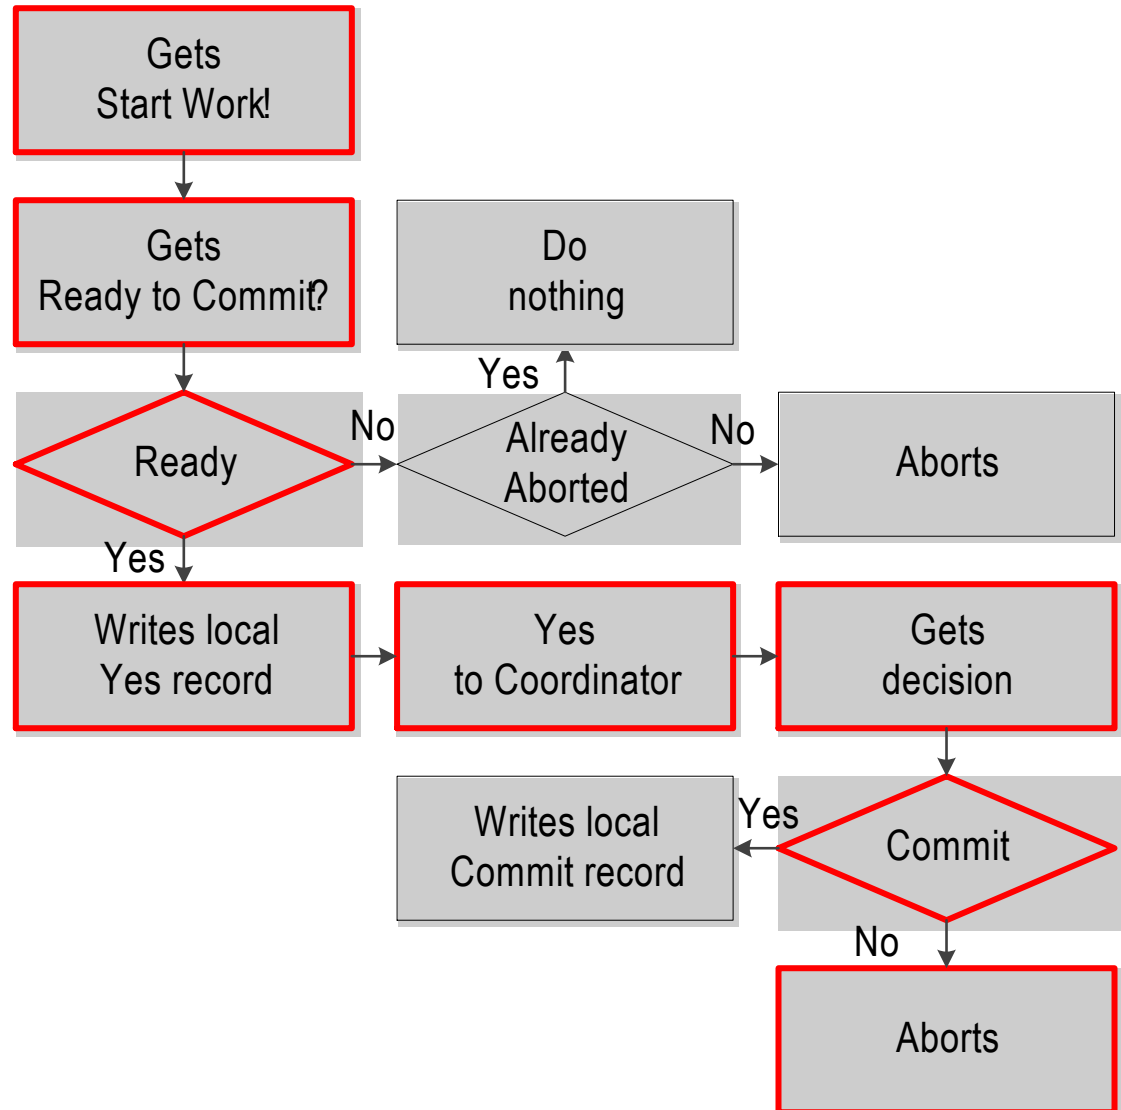 Gets
Start Work!
Gets
Ready to Commit?
Do
nothing
Yes
Ready
No
Already
Aborted
No
Aborts
Yes
Writes local
Yes record
Yes
to Coordinator
Gets
decision
Writes local
Commit record
Yes
Commit
No
Aborts